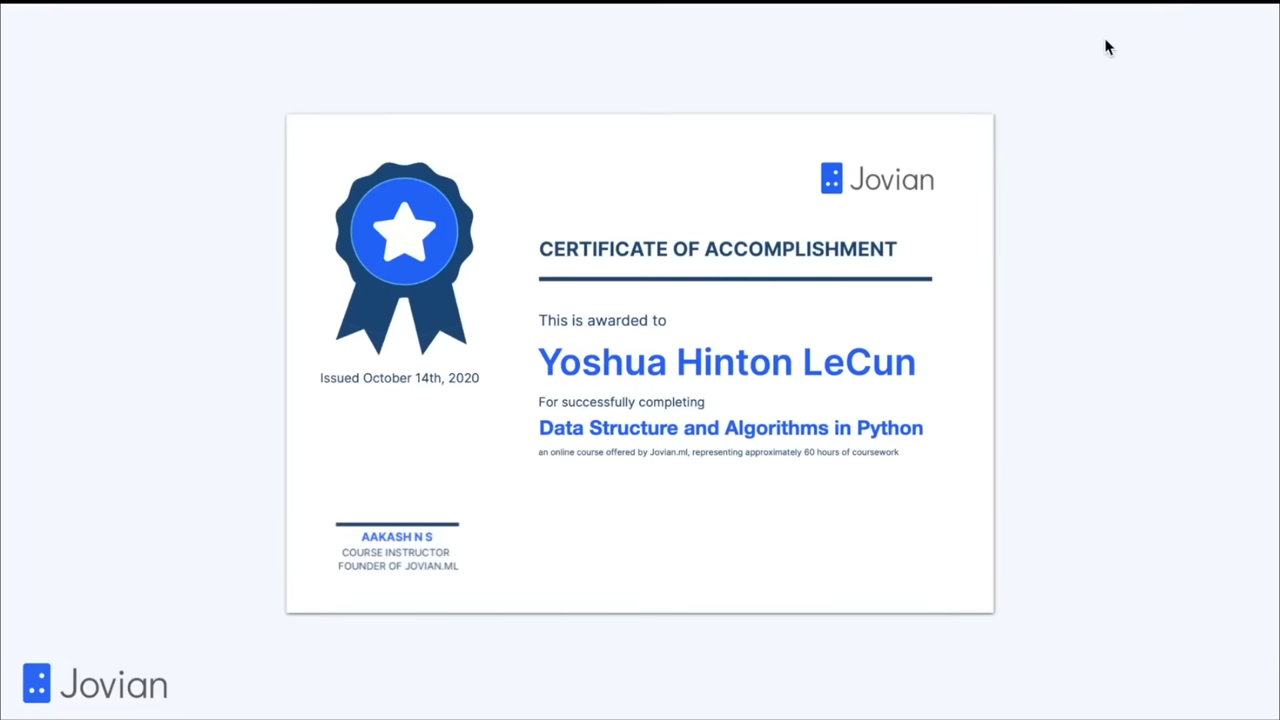 Jovian
CERTIFICATE OF ACCOMPLISHMENT
This is awarded to
Yoshua Hinton LeCun
Issued October 14th, 2020
For successfully completing
Data Structure and Algorithms in Python
an online course offered by Jovian.ml, representing approximately 60 hours of coursework
AAKASH N S
COURSE INSTRUCTOR
FOUNDER OF JOVIAN.ML
Jovian